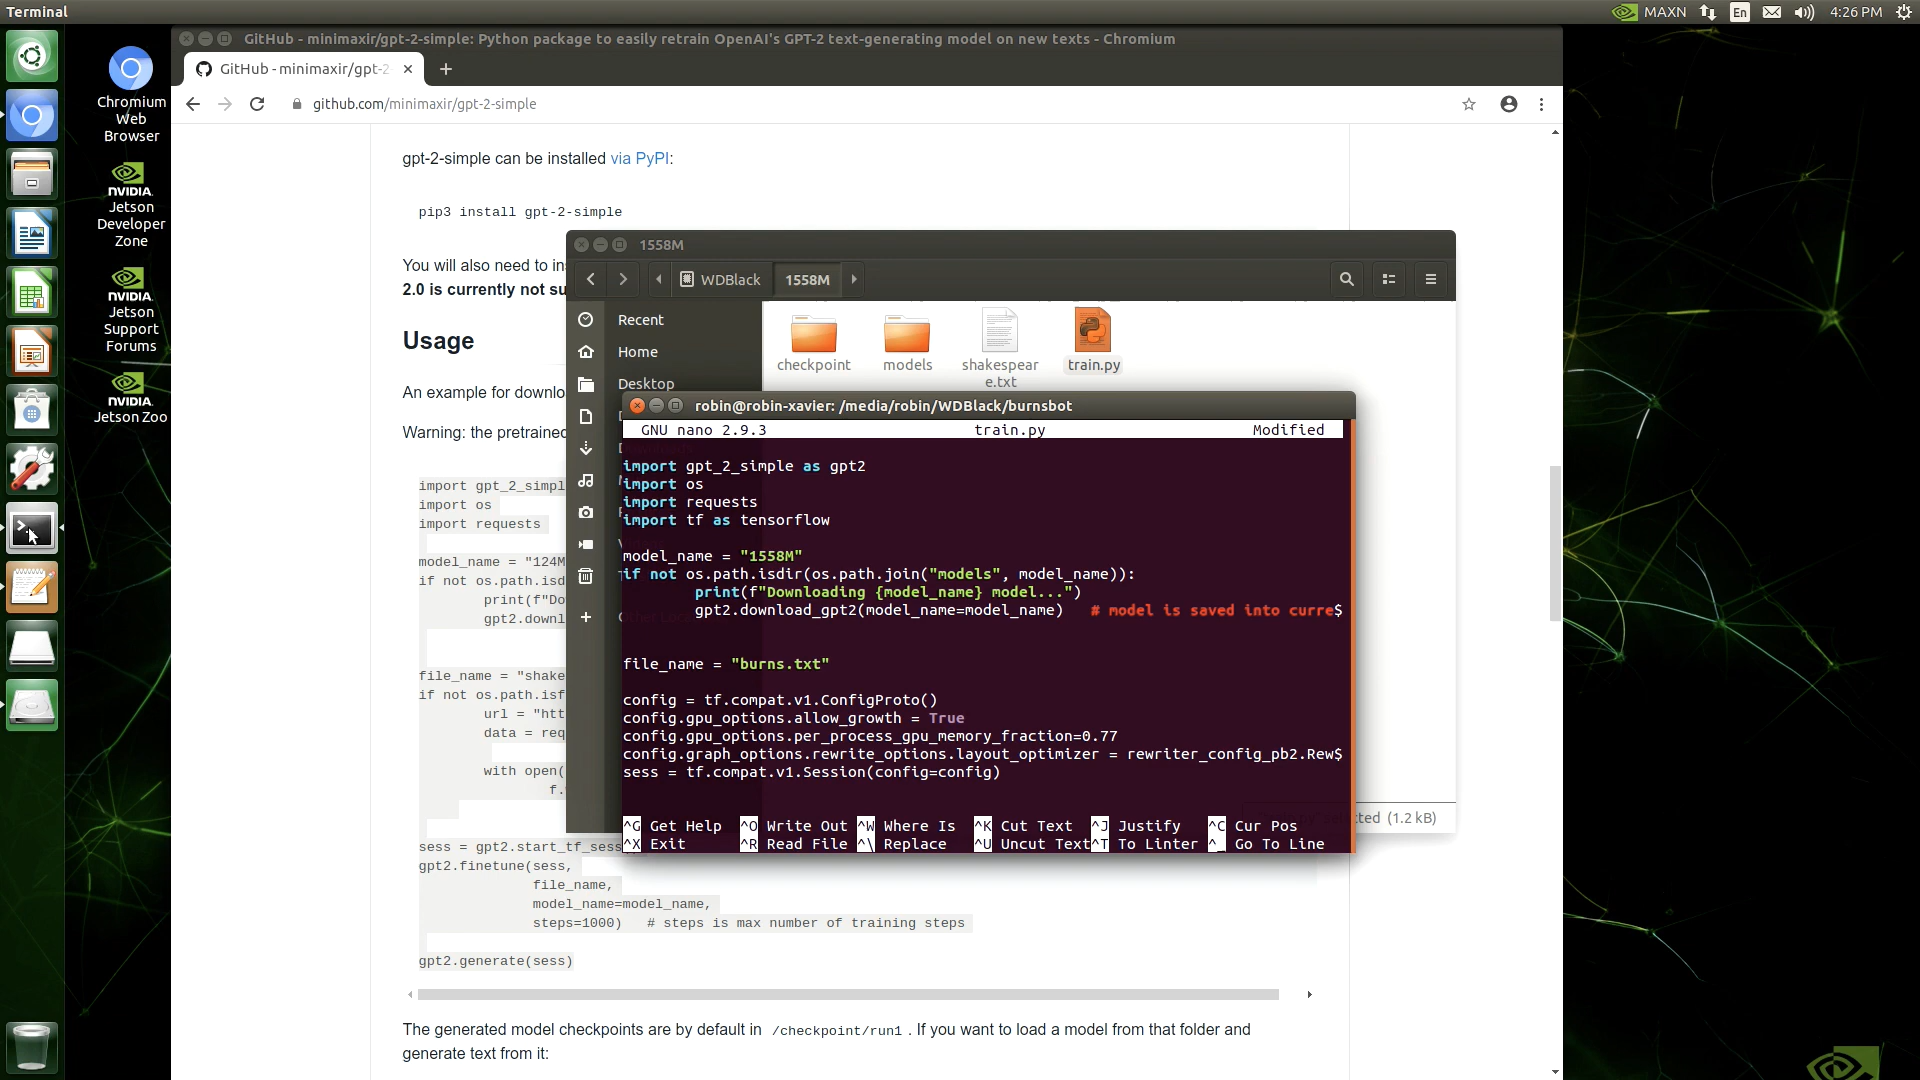 Terminal
MAXN
En
4:26 PM
GitHub - minimaxir/gpt-2-simple: Python package to easily retrain OpenAI's GPT-2 text-generating model on new texts - Chromium
GitHub - minimaxir/gpt-2
github.com/minimaxir/gpt-2-simple
Chromium
Web
Browser
NVIDIA.
Jetson
Developer
Zone
NVIDIA.
Jetson
Support
Forums
NVIDIA.
Jetson Zoo
gpt-2-simple can be installed via PyPI:
pip3 install gpt-2-simple
You will also need to in
2.0 is currently not su
Usage
An example for downlo
Warning: the pretrained
import gpt_2_simpl
import os
import requests
model_name = "124M
if not os.path.isd
print(f"Do
gpt2.downl
file_name = "shake
if not os.path.isf
url = "htt
data = req
with open(
f.
sess = gpt2.start_tf_sess
gpt2.finetune(sess,
file_name,
model_name=model_name,
steps=1000)   # steps is max number of training steps
gpt2.generate(sess)
The generated model checkpoints are by default in /checkpoint/run1 . If you want to load a model from that folder and
generate text from it:
1558M
WDBlack
1558M
Recent
Home
Desktop
checkpoint
models
shakespear
e.txt
train.py
cted (1.2 kB)
robin@robin-xavier: /media/robin/WDBlack/burnsbot
GNU nano 2.9.3 train.py Modified
import gpt_2_simple as gpt2
import os
import requests
import tf as tensorflow
model_name = "1558M"
if not os.path.isdir(os.path.join("models", model_name)):
print(f"Downloading {model_name} model...")
gpt2.download_gpt2(model_name=model_name)   # model is saved into curre$
file_name = "burns.txt"
config = tf.compat.v1.ConfigProto()
config.gpu_options.allow_growth = True
config.gpu_options.per_process_gpu_memory_fraction=0.77
config.graph_options.rewrite_options.layout_optimizer = rewriter_config_pb2.Rew$
sess = tf.compat.v1.Session(config=config)
^G Get Help ^O Write Out ^W Where Is ^K Cut Text ^J Justify ^C Cur Pos
^X Exit ^R Read File ^\ Replace ^U Uncut Text ^T To Linter ^_ Go To Line